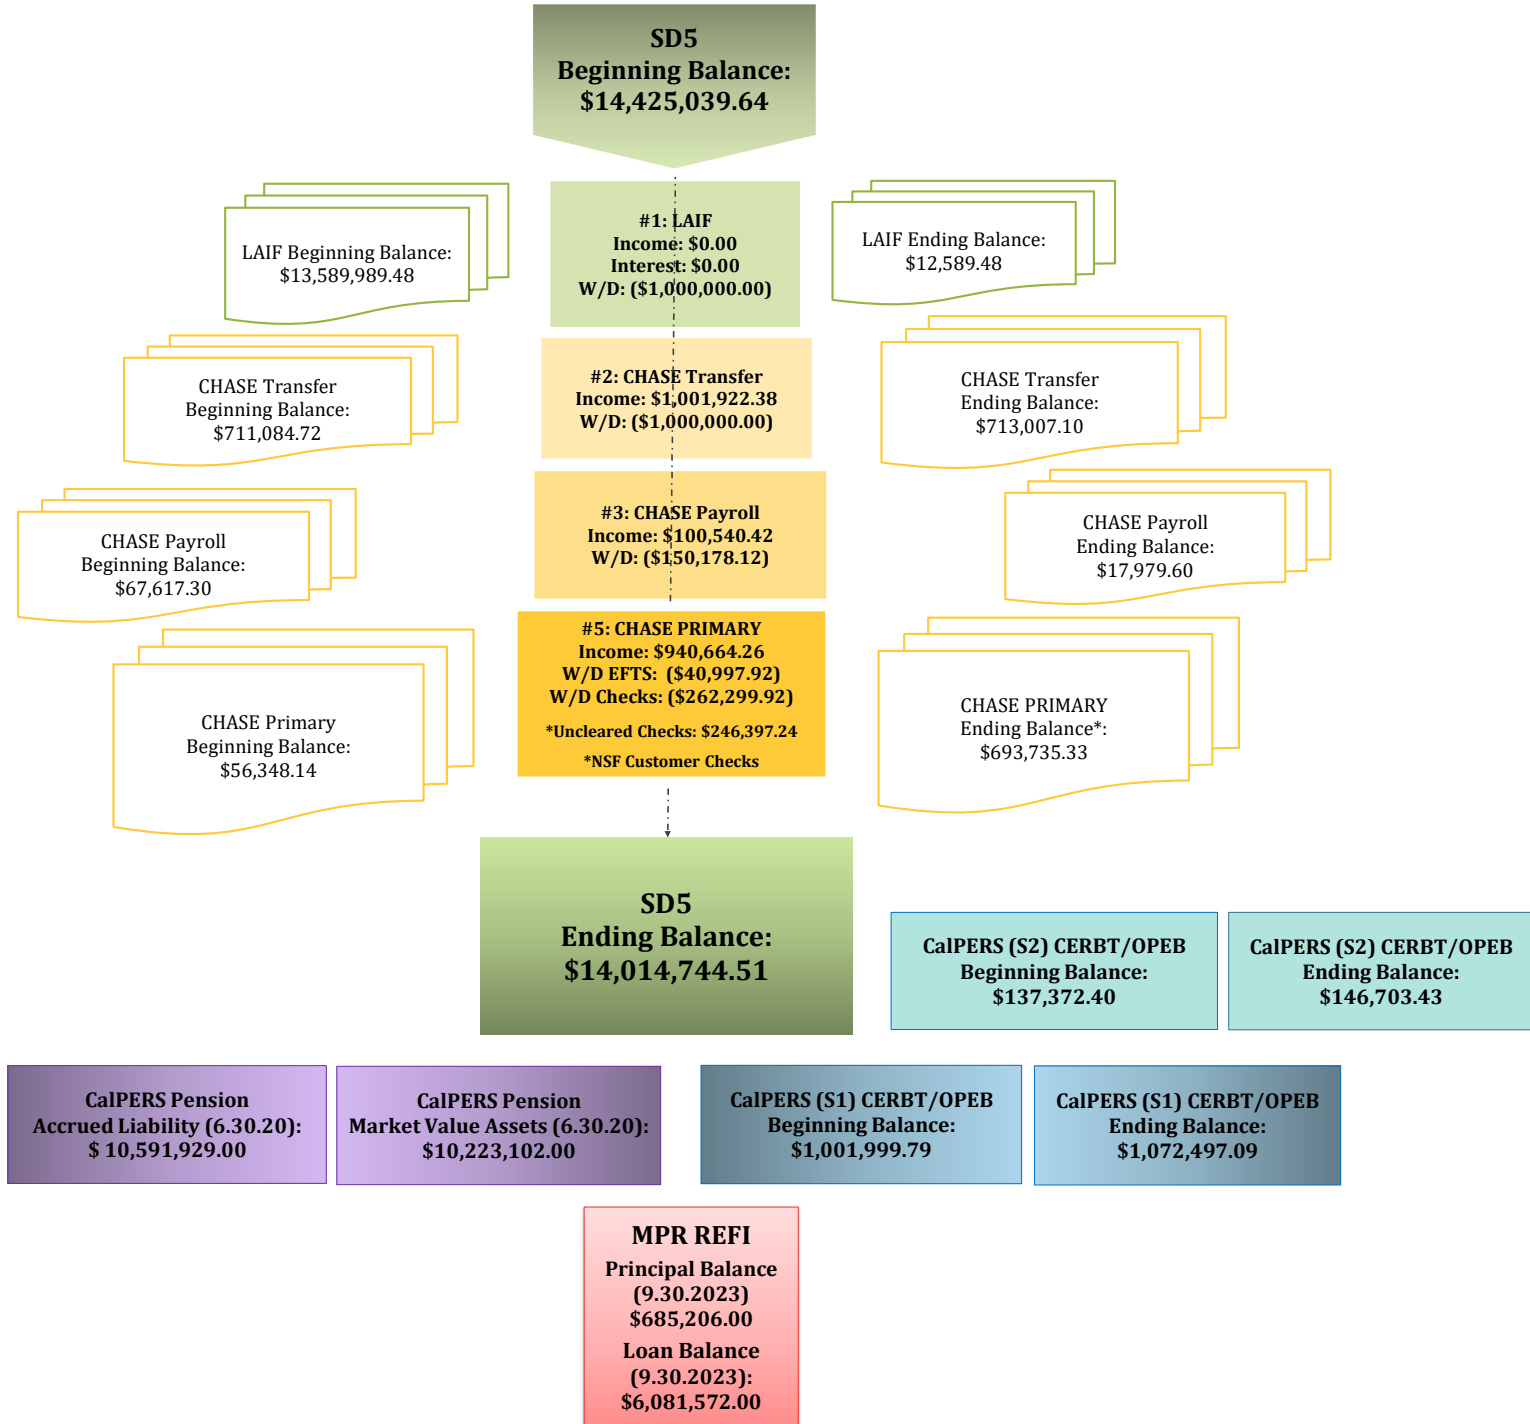 SD5
Beginning Balance:
$14,425,039.64
LAIF Beginning Balance:
$13,589,989.48
#1: LAIF
Income: $0.00
Interest: $0.00
W/D: ($1,000,000.00)
LAIF Ending Balance:
$12,589.48
CHASE Transfer
Beginning Balance:
$711,084.72
#2: CHASE Transfer
Income: $1,001,922.38
W/D: ($1,000,000.00)
CHASE Transfer
Ending Balance:
$713,007.10
CHASE Payroll
Beginning Balance:
$67,617.30
#3: CHASE Payroll
Income: $100,540.42
W/D: ($150,178.12)
CHASE Payroll
Ending Balance:
$17,979.60
CHASE Primary
Beginning Balance:
$56,348.14
#5: CHASE PRIMARY
Income: $940,664.26
W/D EFTS: ($40,997.92)
W/D Checks: ($262,299.92)
*Uncleared Checks: $246,397.24
*NSF Customer Checks
CHASE PRIMARY
Ending Balance*:
$693,735.33
SD5
Ending Balance:
$14,014,744.51
CalPERS (S2) CERBT/OPEB
Beginning Balance:
$137,372.40
CalPERS (S2) CERBT/OPEB
Ending Balance:
$146,703.43
CalPERS Pension
Accrued Liability (6.30.20):
$ 10,591,929.00
CalPERS Pension
Market Value Assets (6.30.20):
$10,223,102.00
CalPERS (S1) CERBT/OPEB
Beginning Balance:
$1,001,999.79
CalPERS (S1) CERBT/OPEB
Ending Balance:
$1,072,497.09
MPR REFI
Principal Balance
(9.30.2023)
$685,206.00
Loan Balance
(9.30.2023):
$6,081,572.00